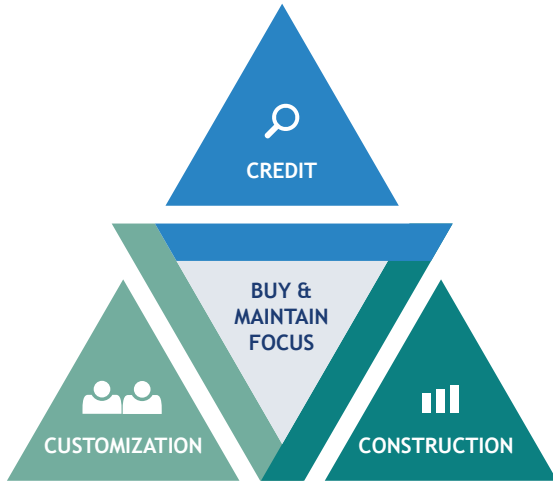 CREDIT
BUY &
MAINTAIN
FOCUS
CUSTOMIZATION
CONSTRUCTION